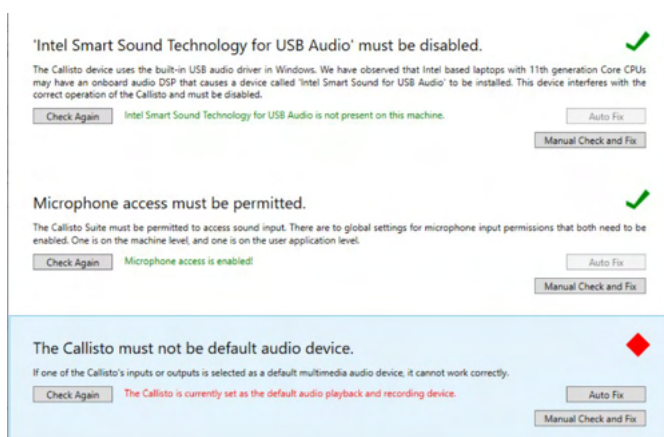 'Intel Smart Sound Technology for USB Audio' must be disabled.
The Callisto device uses the built-in USB audio driver in Windows. We have observed that Intel based laptops with 11th generation Core CPUs
may have an onboard audio DSP that causes a device called 'Intel Smart Sound for USB Audio' to be installed. This device interferes with the
correct operation of the Callisto and must be disabled.
Check Again Intel Smart Sound Technology for USB Audio is not present on this machine. Auto Fix
Manual Check and Fix
Microphone access must be permitted.
The Callisto Suite must be permitted to access sound input. There are to global settings for microphone input permissions that both need to be
enabled. One is on the machine level, and one is on the user application level.
Check Again Microphone access is enabled! Auto Fix
Manual Check and Fix
The Callisto must not be default audio device.
If one of the Callisto's inputs or outputs is selected as a default multimedia audio device, it cannot work correctly.
Check Again The Callisto is currently set as the default audio playback and recording device. Auto Fix
Manual Check and Fix